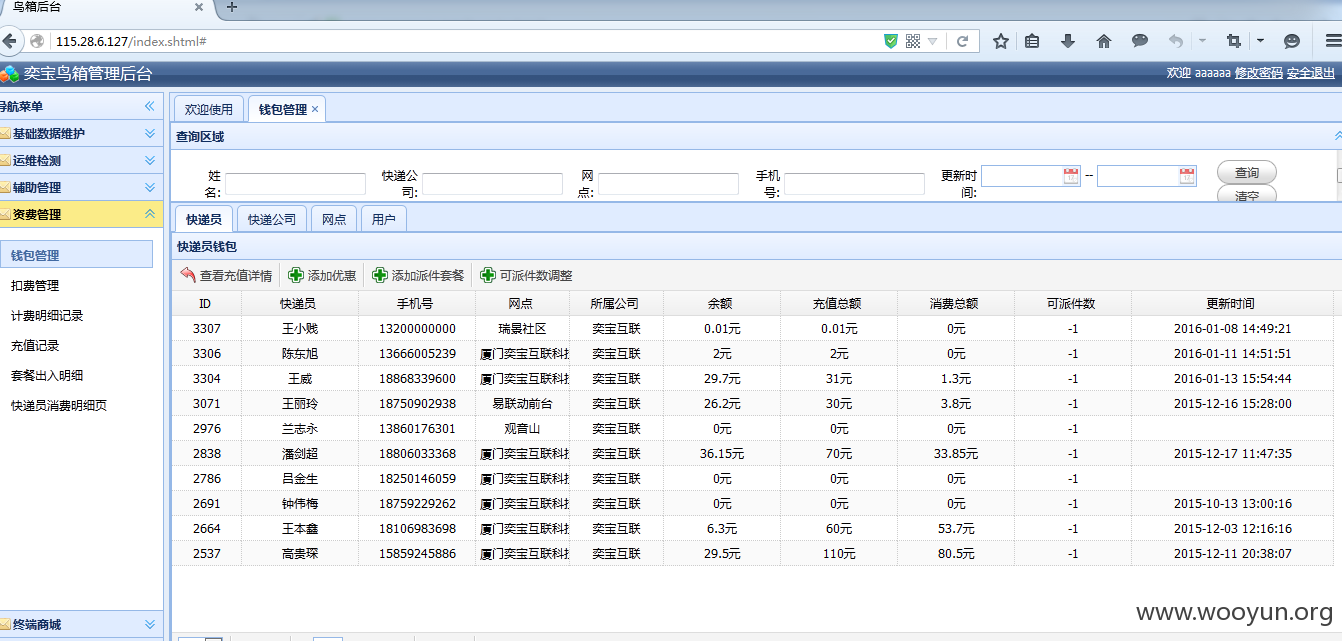 鸟箱后台
115.28.6.127/index.shtml#
奕宝鸟箱管理后台
欢迎 aaaaaa 修改密码 安全退出
导航菜单
欢迎使用 钱包管理
基础数据维护
运维检测
辅助管理
资费管理
钱包管理
扣费管理
计费明细记录
充值记录
套餐出入明细
快递员消费明细页
终端商城
查询区域
姓名: 快递公司: 网点: 手机号: 更新时间: -- 查询
清空
快递员 快递公司 网点 用户
快递员钱包
查看充值详情 添加优惠 添加派件套餐 可派件数调整
ID 快递员 手机号 网点 所属公司 余额 充值总额 消费总额 可派件数 更新时间
3307 王小贱 13200000000 瑞景社区 奕宝互联 0.01元 0.01元 0元 -1 2016-01-08 14:49:21
3306 陈东旭 13666005239 厦门奕宝互联科技 奕宝互联 2元 2元 0元 -1 2016-01-11 14:51:51
3304 王威 18868339600 厦门奕宝互联科技 奕宝互联 29.7元 31元 1.3元 -1 2016-01-13 15:54:44
3071 王丽玲 18750902938 易联动前台 奕宝互联 26.2元 30元 3.8元 -1 2015-12-16 15:28:00
2976 兰志永 13860176301 观音山 奕宝互联 0元 0元 0元 -1
2838 潘剑超 18806033368 厦门奕宝互联科技 奕宝互联 36.15元 70元 33.85元 -1 2015-12-17 11:47:35
2786 吕金生 18250146059 厦门奕宝互联科技 奕宝互联 0元 0元 0元 -1
2691 钟伟梅 18759229262 厦门奕宝互联科技 奕宝互联 0元 0元 0元 -1 2015-10-13 13:00:16
2664 王本鑫 18106983698 厦门奕宝互联科技 奕宝互联 6.3元 60元 53.7元 -1 2015-12-03 12:16:16
2537 高贵琛 15859245886 厦门奕宝互联科技 奕宝互联 29.5元 110元 80.5元 -1 2015-12-11 20:38:07
www.wooyun.org